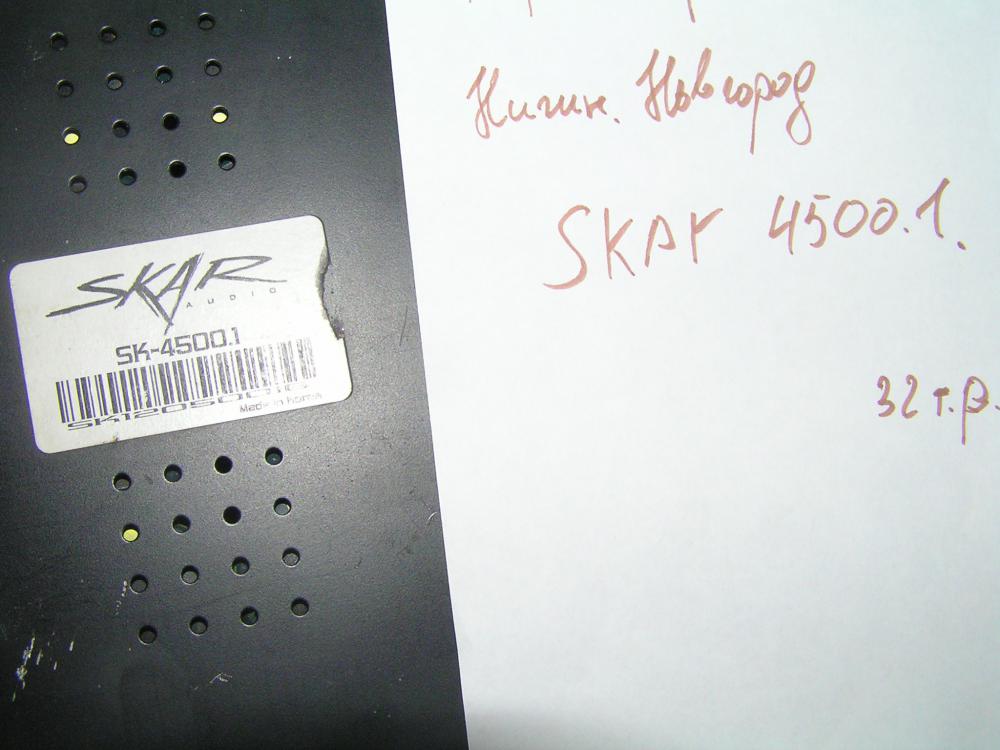 SKAR
AUDIO
SK-4500.1
Made in Korea
Нижн. Новгород
SKAr 4500.1.
32 т.р.